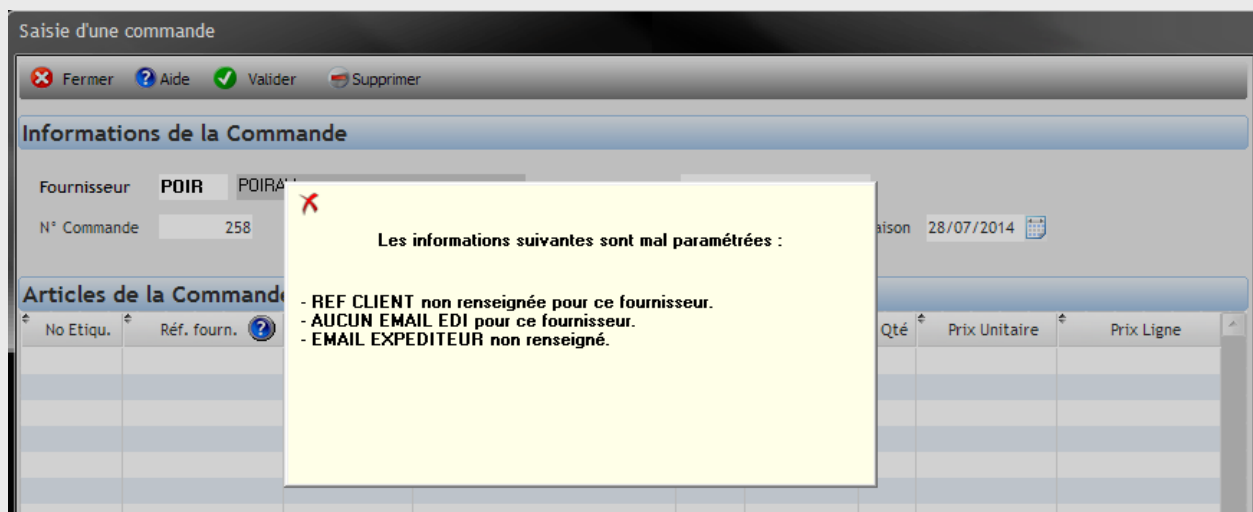 Saisie d'une commande
Fermer Aide Valider Supprimer
Informations de la Commande
Fournisseur POIR
N° Commande 258
28/07/2014
Les informations suivantes sont mal paramétrées :
- REF CLIENT non renseignée pour ce fournisseur.
- AUCUN EMAIL EDI pour ce fournisseur.
- EMAIL EXPEDITEUR non renseigné.
Articles de la Commande
No Etiqu. Réf. fourn. Qté Prix Unitaire Prix Ligne